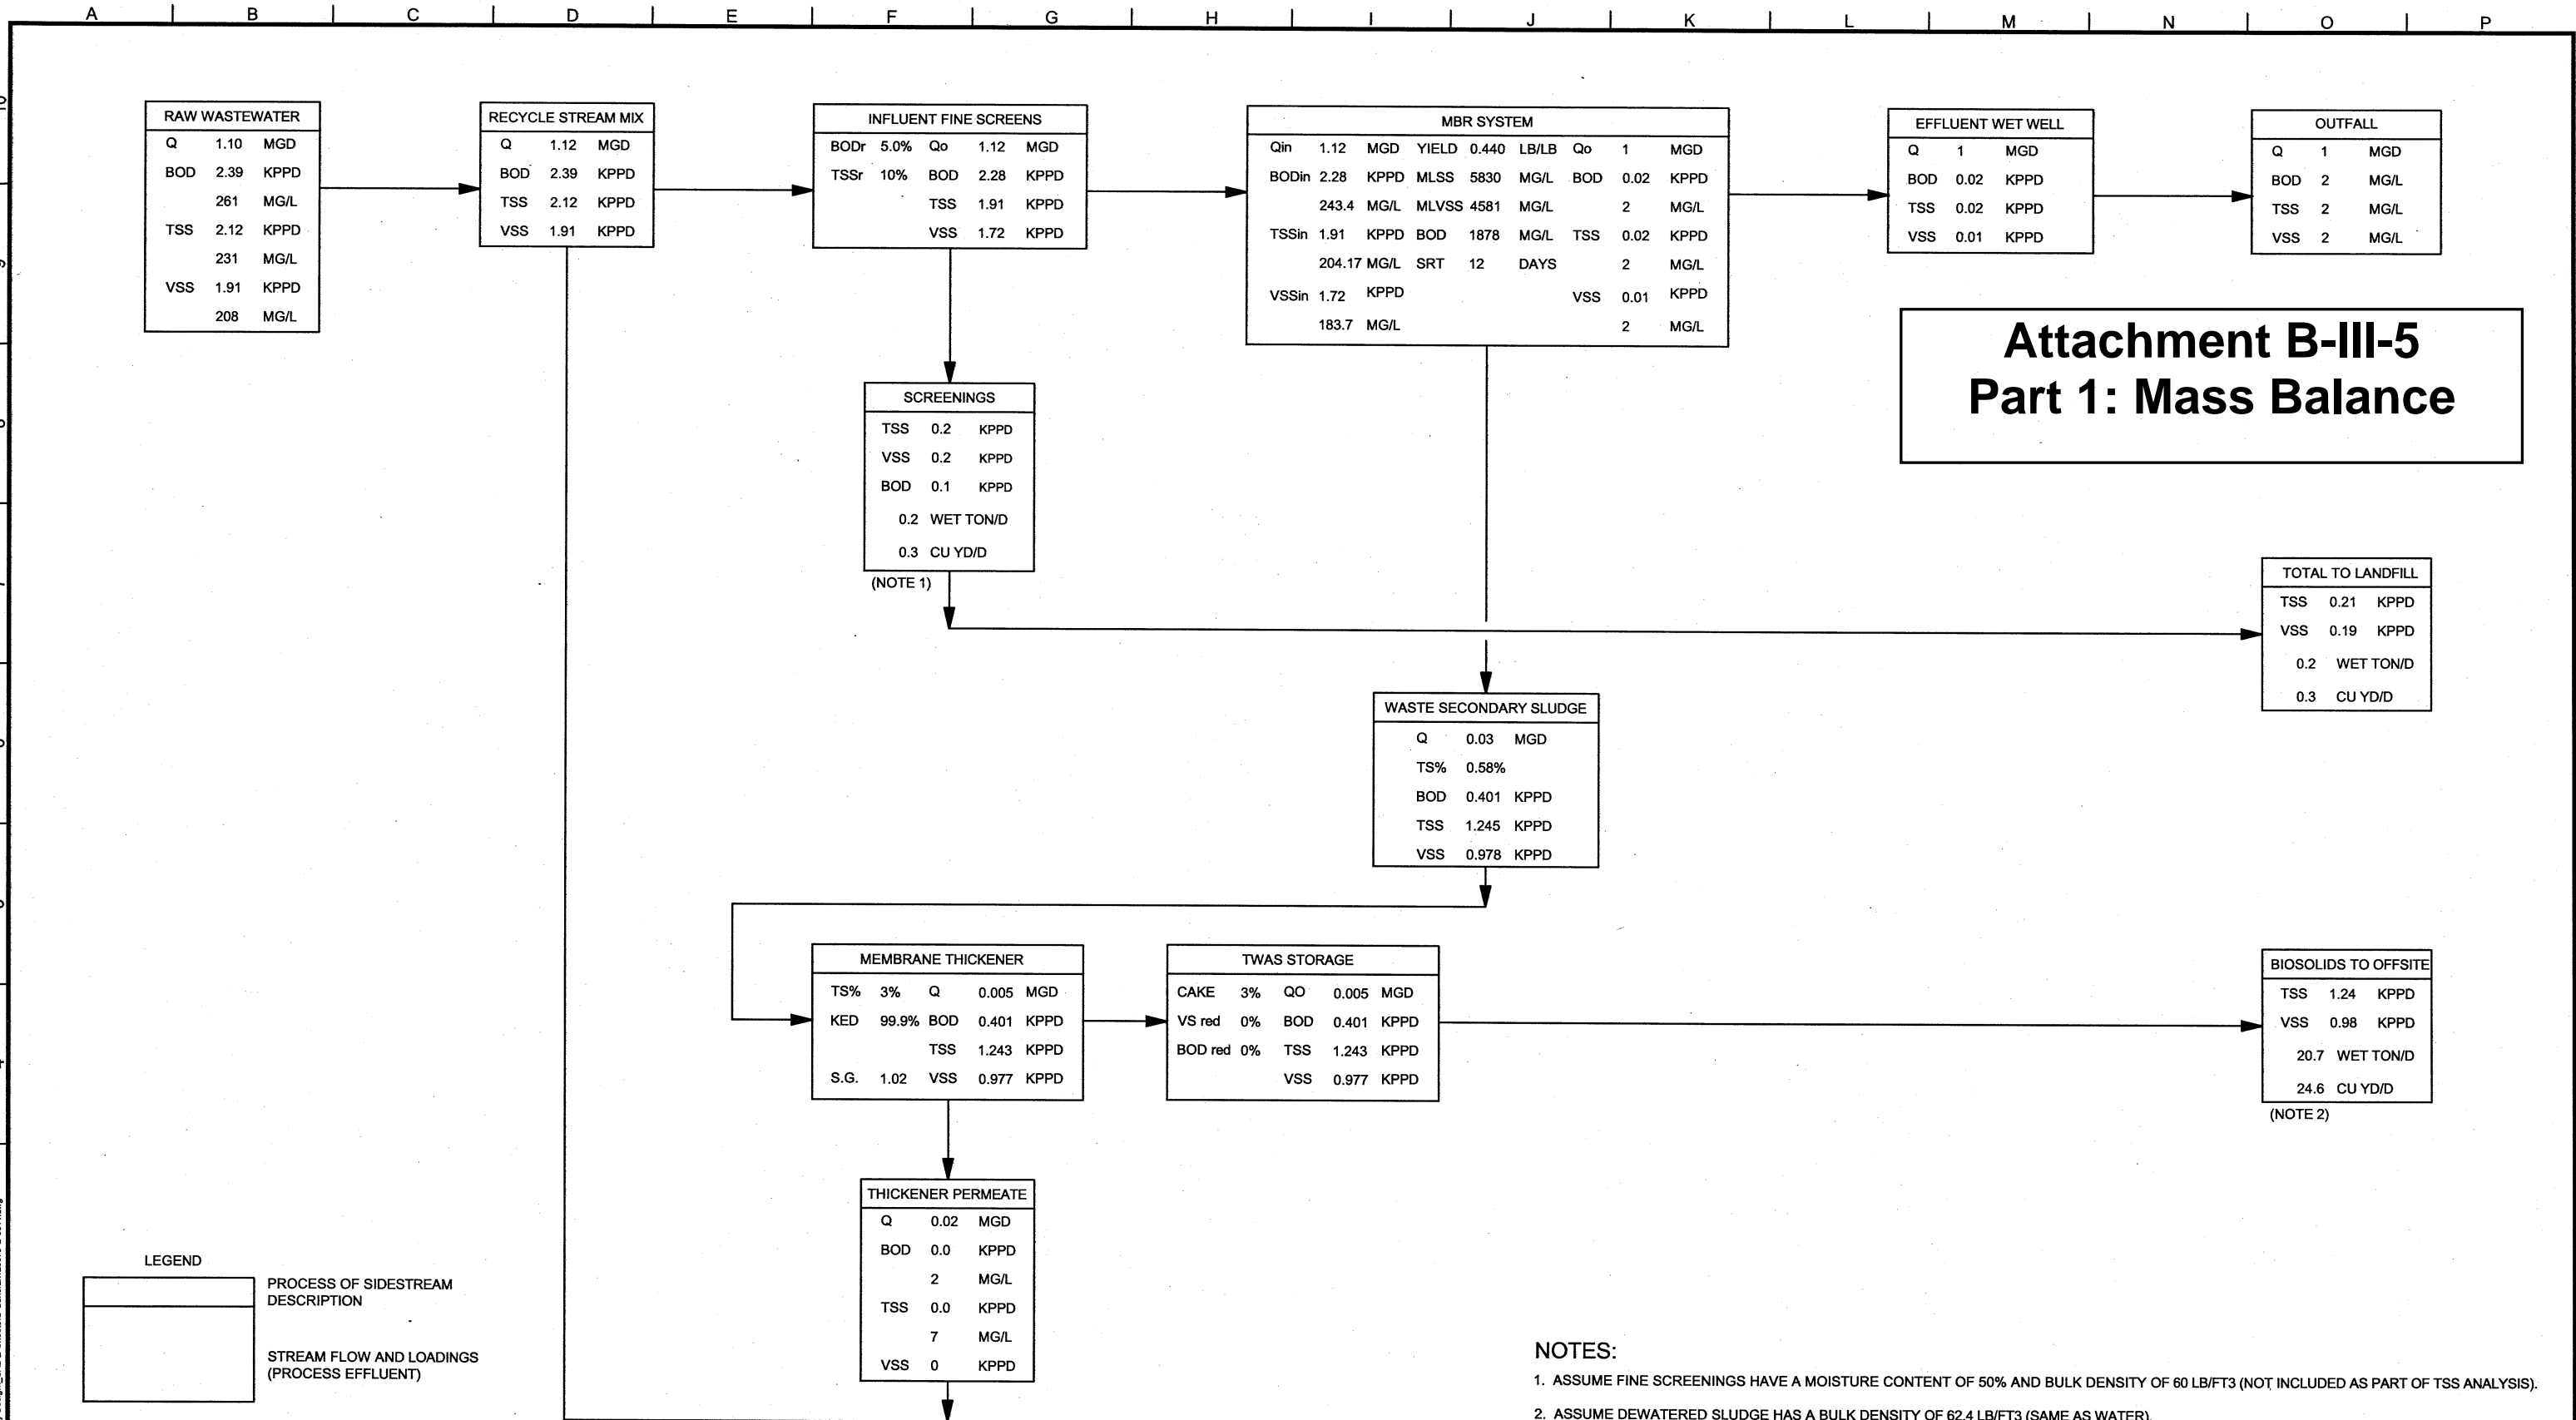 A B C D E F G H I J K L M N O P
10
9
8
7
6
5
4
RAW WASTEWATER
Q 1.10 MGD
BOD 2.39 KPPD
261 MG/L
TSS 2.12 KPPD
231 MG/L
VSS 1.91 KPPD
208 MG/L
RECYCLE STREAM MIX
Q 1.12 MGD
BOD 2.39 KPPD
TSS 2.12 KPPD
VSS 1.91 KPPD
INFLUENT FINE SCREENS
BODr 5.0% Qo 1.12 MGD
TSSr 10% BOD 2.28 KPPD
TSS 1.91 KPPD
VSS 1.72 KPPD
MBR SYSTEM
Qin 1.12 MGD YIELD 0.440 LB/LB Qo 1 MGD
BODin 2.28 KPPD MLSS 5830 MG/L BOD 0.02 KPPD
243.4 MG/L MLVSS 4581 MG/L 2 MG/L
TSSin 1.91 KPPD BOD 1878 MG/L TSS 0.02 KPPD
204.17 MG/L SRT 12 DAYS 2 MG/L
VSSin 1.72 KPPD VSS 0.01 KPPD
183.7 MG/L 2 MG/L
EFFLUENT WET WELL
Q 1 MGD
BOD 0.02 KPPD
TSS 0.02 KPPD
VSS 0.01 KPPD
OUTFALL
Q 1 MGD
BOD 2 MG/L
TSS 2 MG/L
VSS 2 MG/L
Attachment B-III-5
Part 1: Mass Balance
SCREENINGS
TSS 0.2 KPPD
VSS 0.2 KPPD
BOD 0.1 KPPD
0.2 WET TON/D
0.3 CU YD/D
(NOTE 1)
TOTAL TO LANDFILL
TSS 0.21 KPPD
VSS 0.19 KPPD
0.2 WET TON/D
0.3 CU YD/D
WASTE SECONDARY SLUDGE
Q 0.03 MGD
TS% 0.58%
BOD 0.401 KPPD
TSS 1.245 KPPD
VSS 0.978 KPPD
MEMBRANE THICKENER
TS% 3% Q 0.005 MGD
KED 99.9% BOD 0.401 KPPD
TSS 1.243 KPPD
S.G. 1.02 VSS 0.977 KPPD
TWAS STORAGE
CAKE 3% QO 0.005 MGD
VS red 0% BOD 0.401 KPPD
BOD red 0% TSS 1.243 KPPD
VSS 0.977 KPPD
BIOSOLIDS TO OFFSITE
TSS 1.24 KPPD
VSS 0.98 KPPD
20.7 WET TON/D
24.6 CU YD/D
(NOTE 2)
THICKENER PERMEATE
Q 0.02 MGD
BOD 0.0 KPPD
2 MG/L
TSS 0.0 KPPD
7 MG/L
VSS 0 KPPD
LEGEND
PROCESS OF SIDESTREAM
DESCRIPTION
STREAM FLOW AND LOADINGS
(PROCESS EFFLUENT)
NOTES:
1. ASSUME FINE SCREENINGS HAVE A MOISTURE CONTENT OF 50% AND BULK DENSITY OF 60 LB/FT3 (NOT INCLUDED AS PART OF TSS ANALYSIS).
2. ASSUME DEWATERED SLUDGE HAS A BULK DENSITY OF 62.4 LB/FT3 (SAME AS WATER).